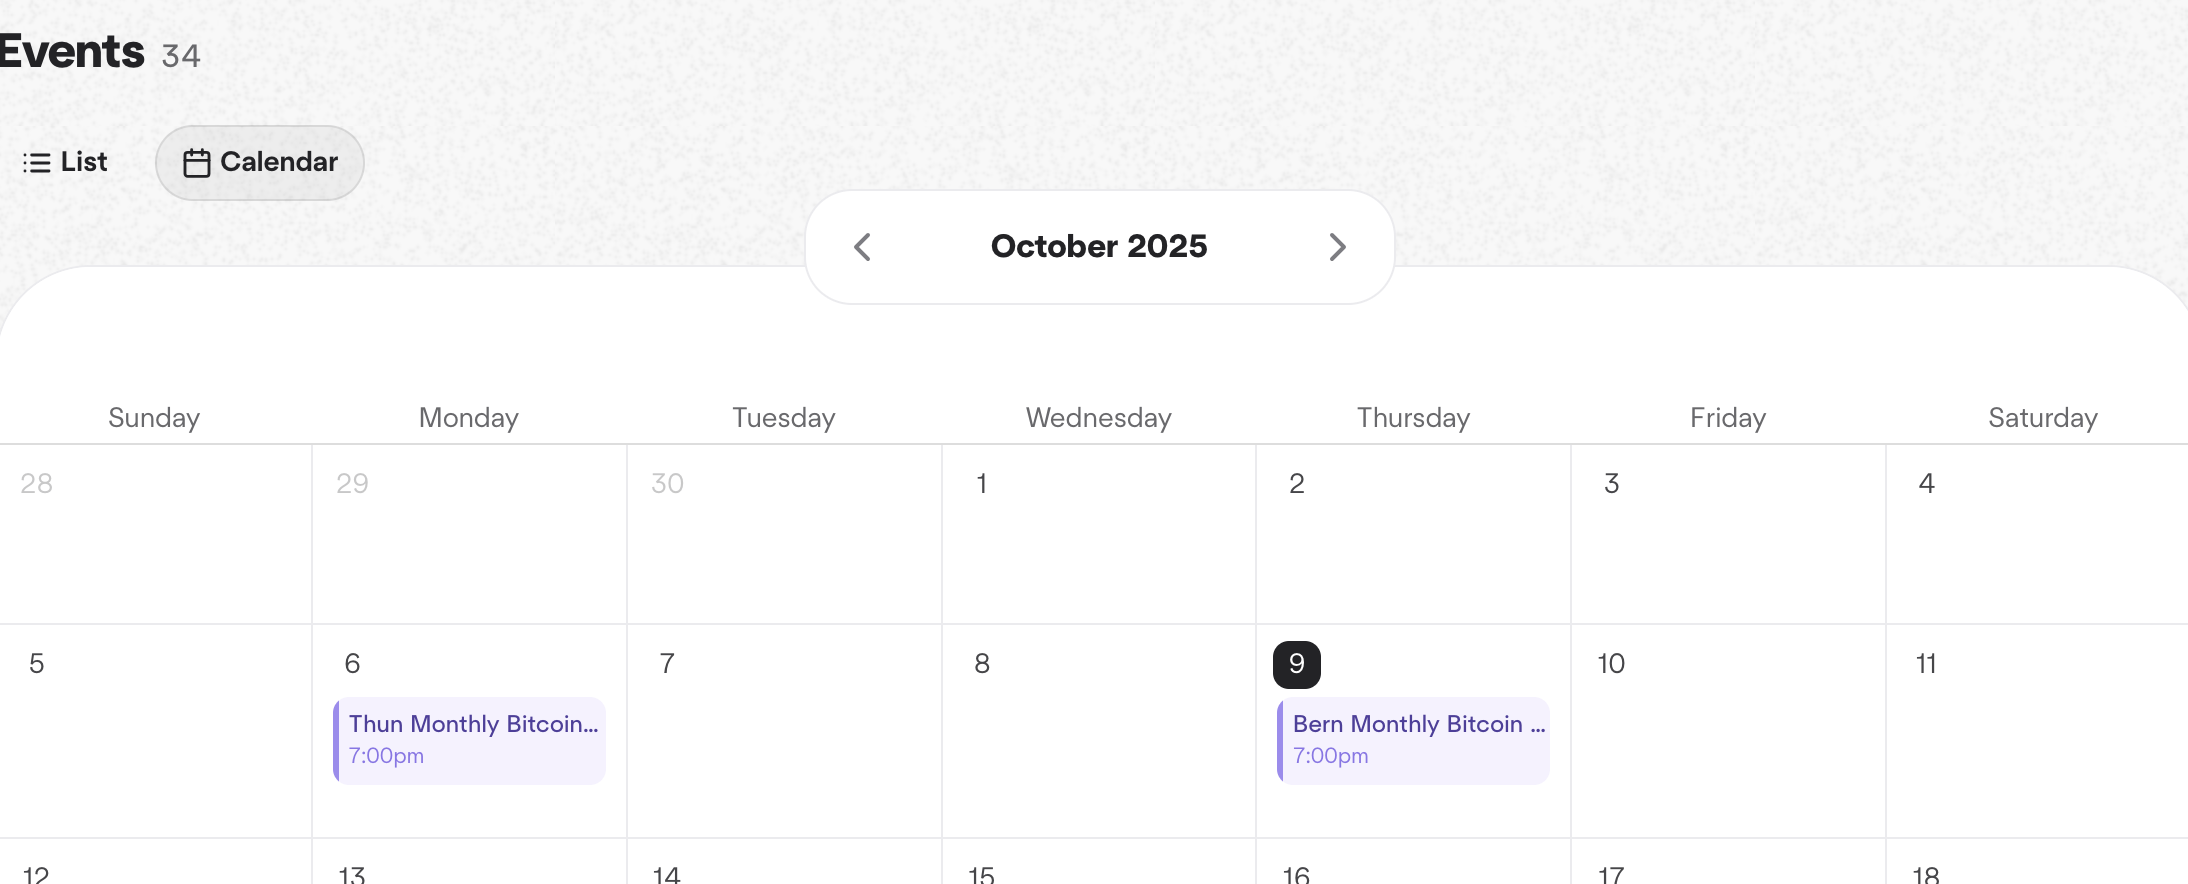 Events 34
List Calendar
October 2025
Sunday Monday Tuesday Wednesday Thursday Friday Saturday
28 29 30 1 2 3 4
5 6 7 8 9 10 11
Thun Monthly Bitcoin... Bern Monthly Bitcoin ...
7:00pm 7:00pm
12 13 14 15 16 17 18